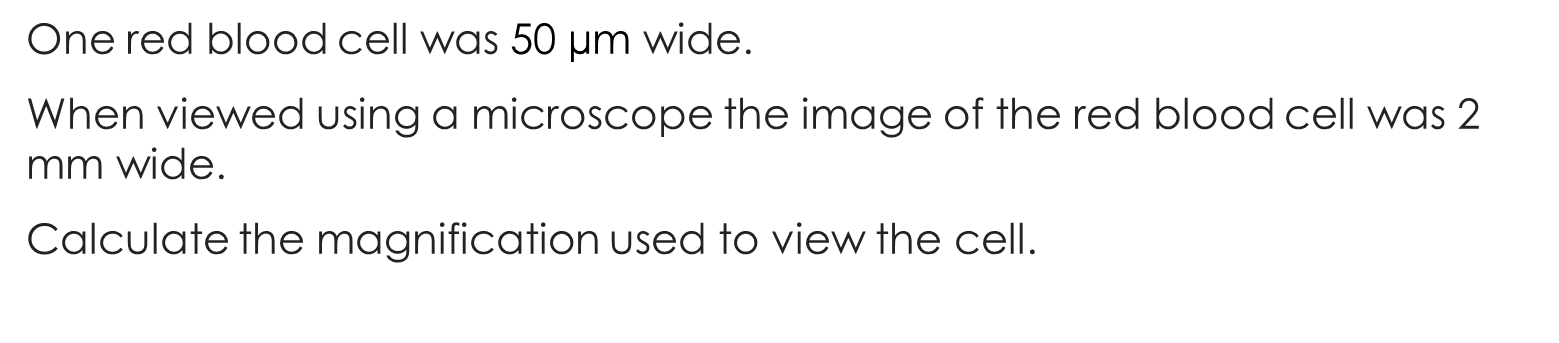 One red blood cell was 50 µm wide.
When viewed using a microscope the image of the red blood cell was 2
mm wide.
Calculate the magnification used to view the cell.